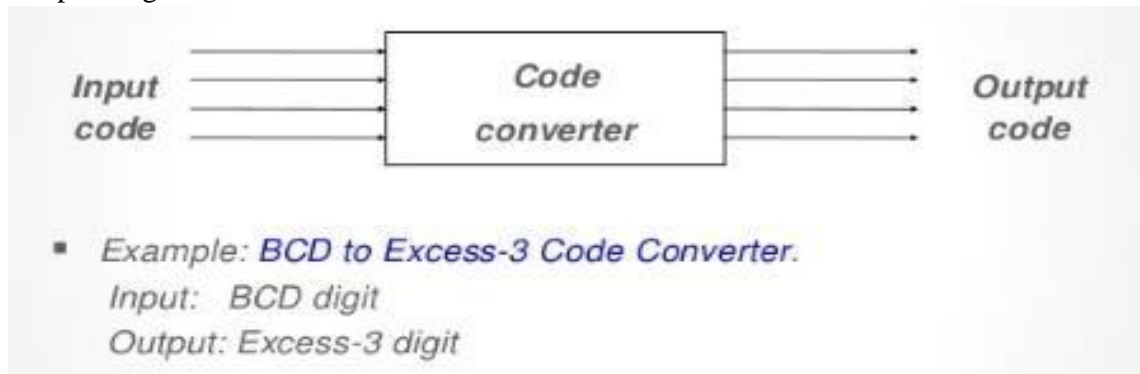 Input
code
Code
converter
Output
code
▪ Example: BCD to Excess-3 Code Converter.
Input: BCD digit
Output: Excess-3 digit